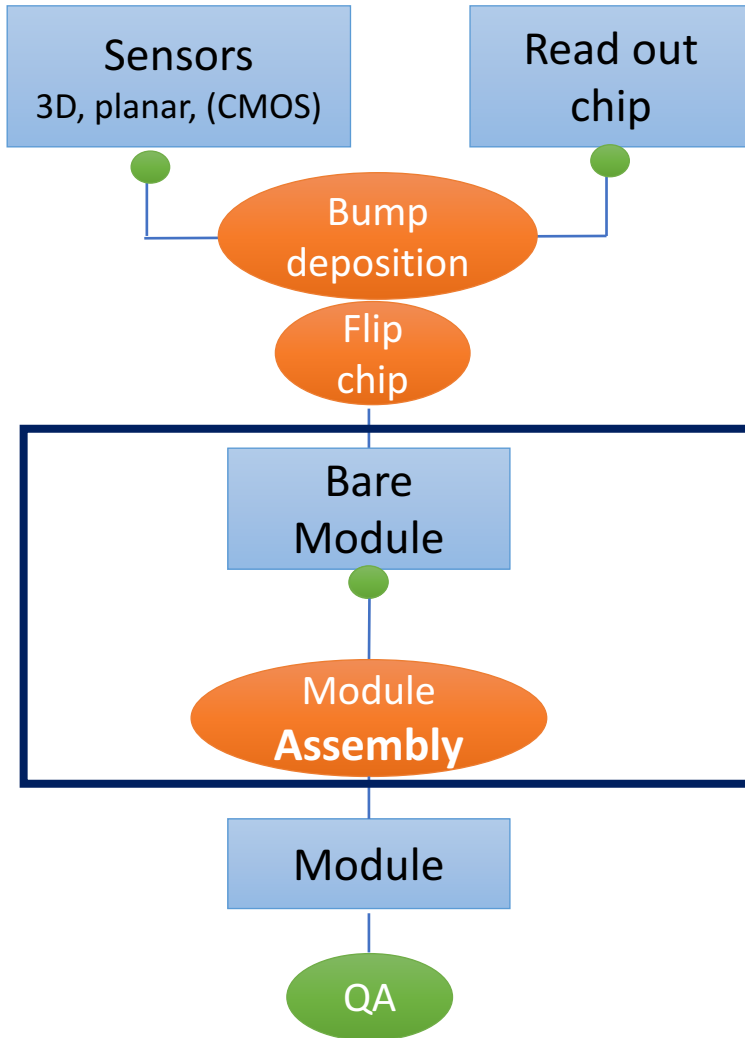 Sensors
3D, planar, (CMOS)
Read out
chip
Bump
deposition
Flip
chip
Bare
Module
Module
Assembly
Module
QA